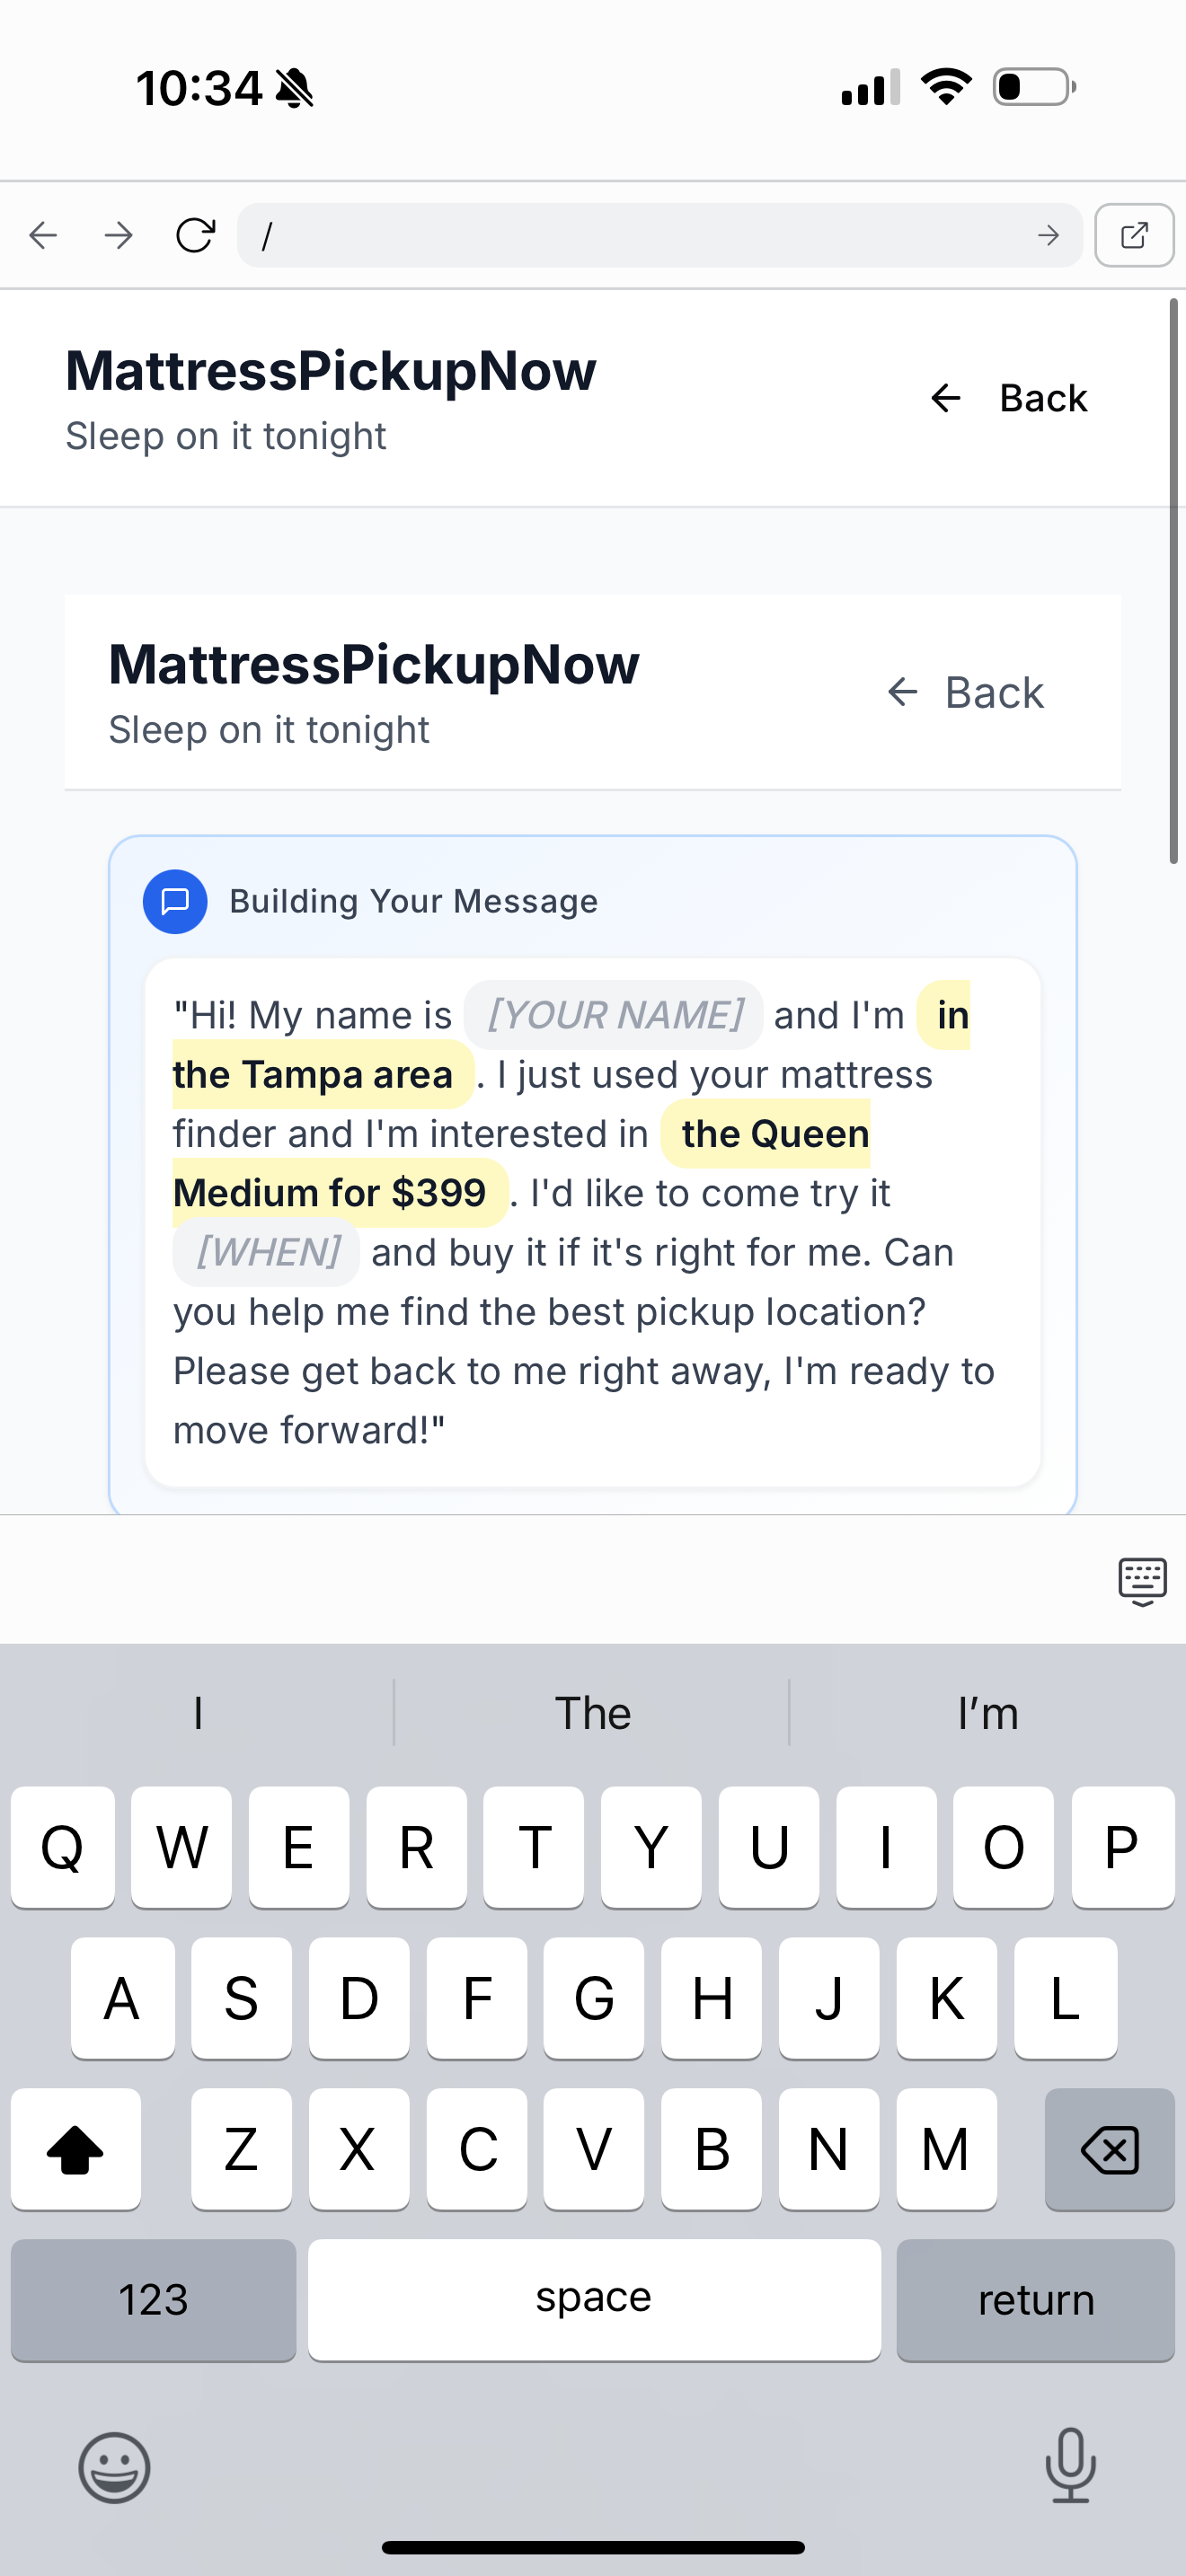 10:34
/
MattressPickupNow
Sleep on it tonight
Back
MattressPickupNow
Sleep on it tonight
Back
Building Your Message
"Hi! My name is [YOUR NAME] and I'm in
the Tampa area . I just used your mattress
finder and I'm interested in the Queen
Medium for $399 . I'd like to come try it
[WHEN] and buy it if it's right for me. Can
you help me find the best pickup location?
Please get back to me right away, I'm ready to
move forward!"
I The I’m
Q W E R T Y U I O P
A S D F G H J K L
Z X C V B N M
123 space return